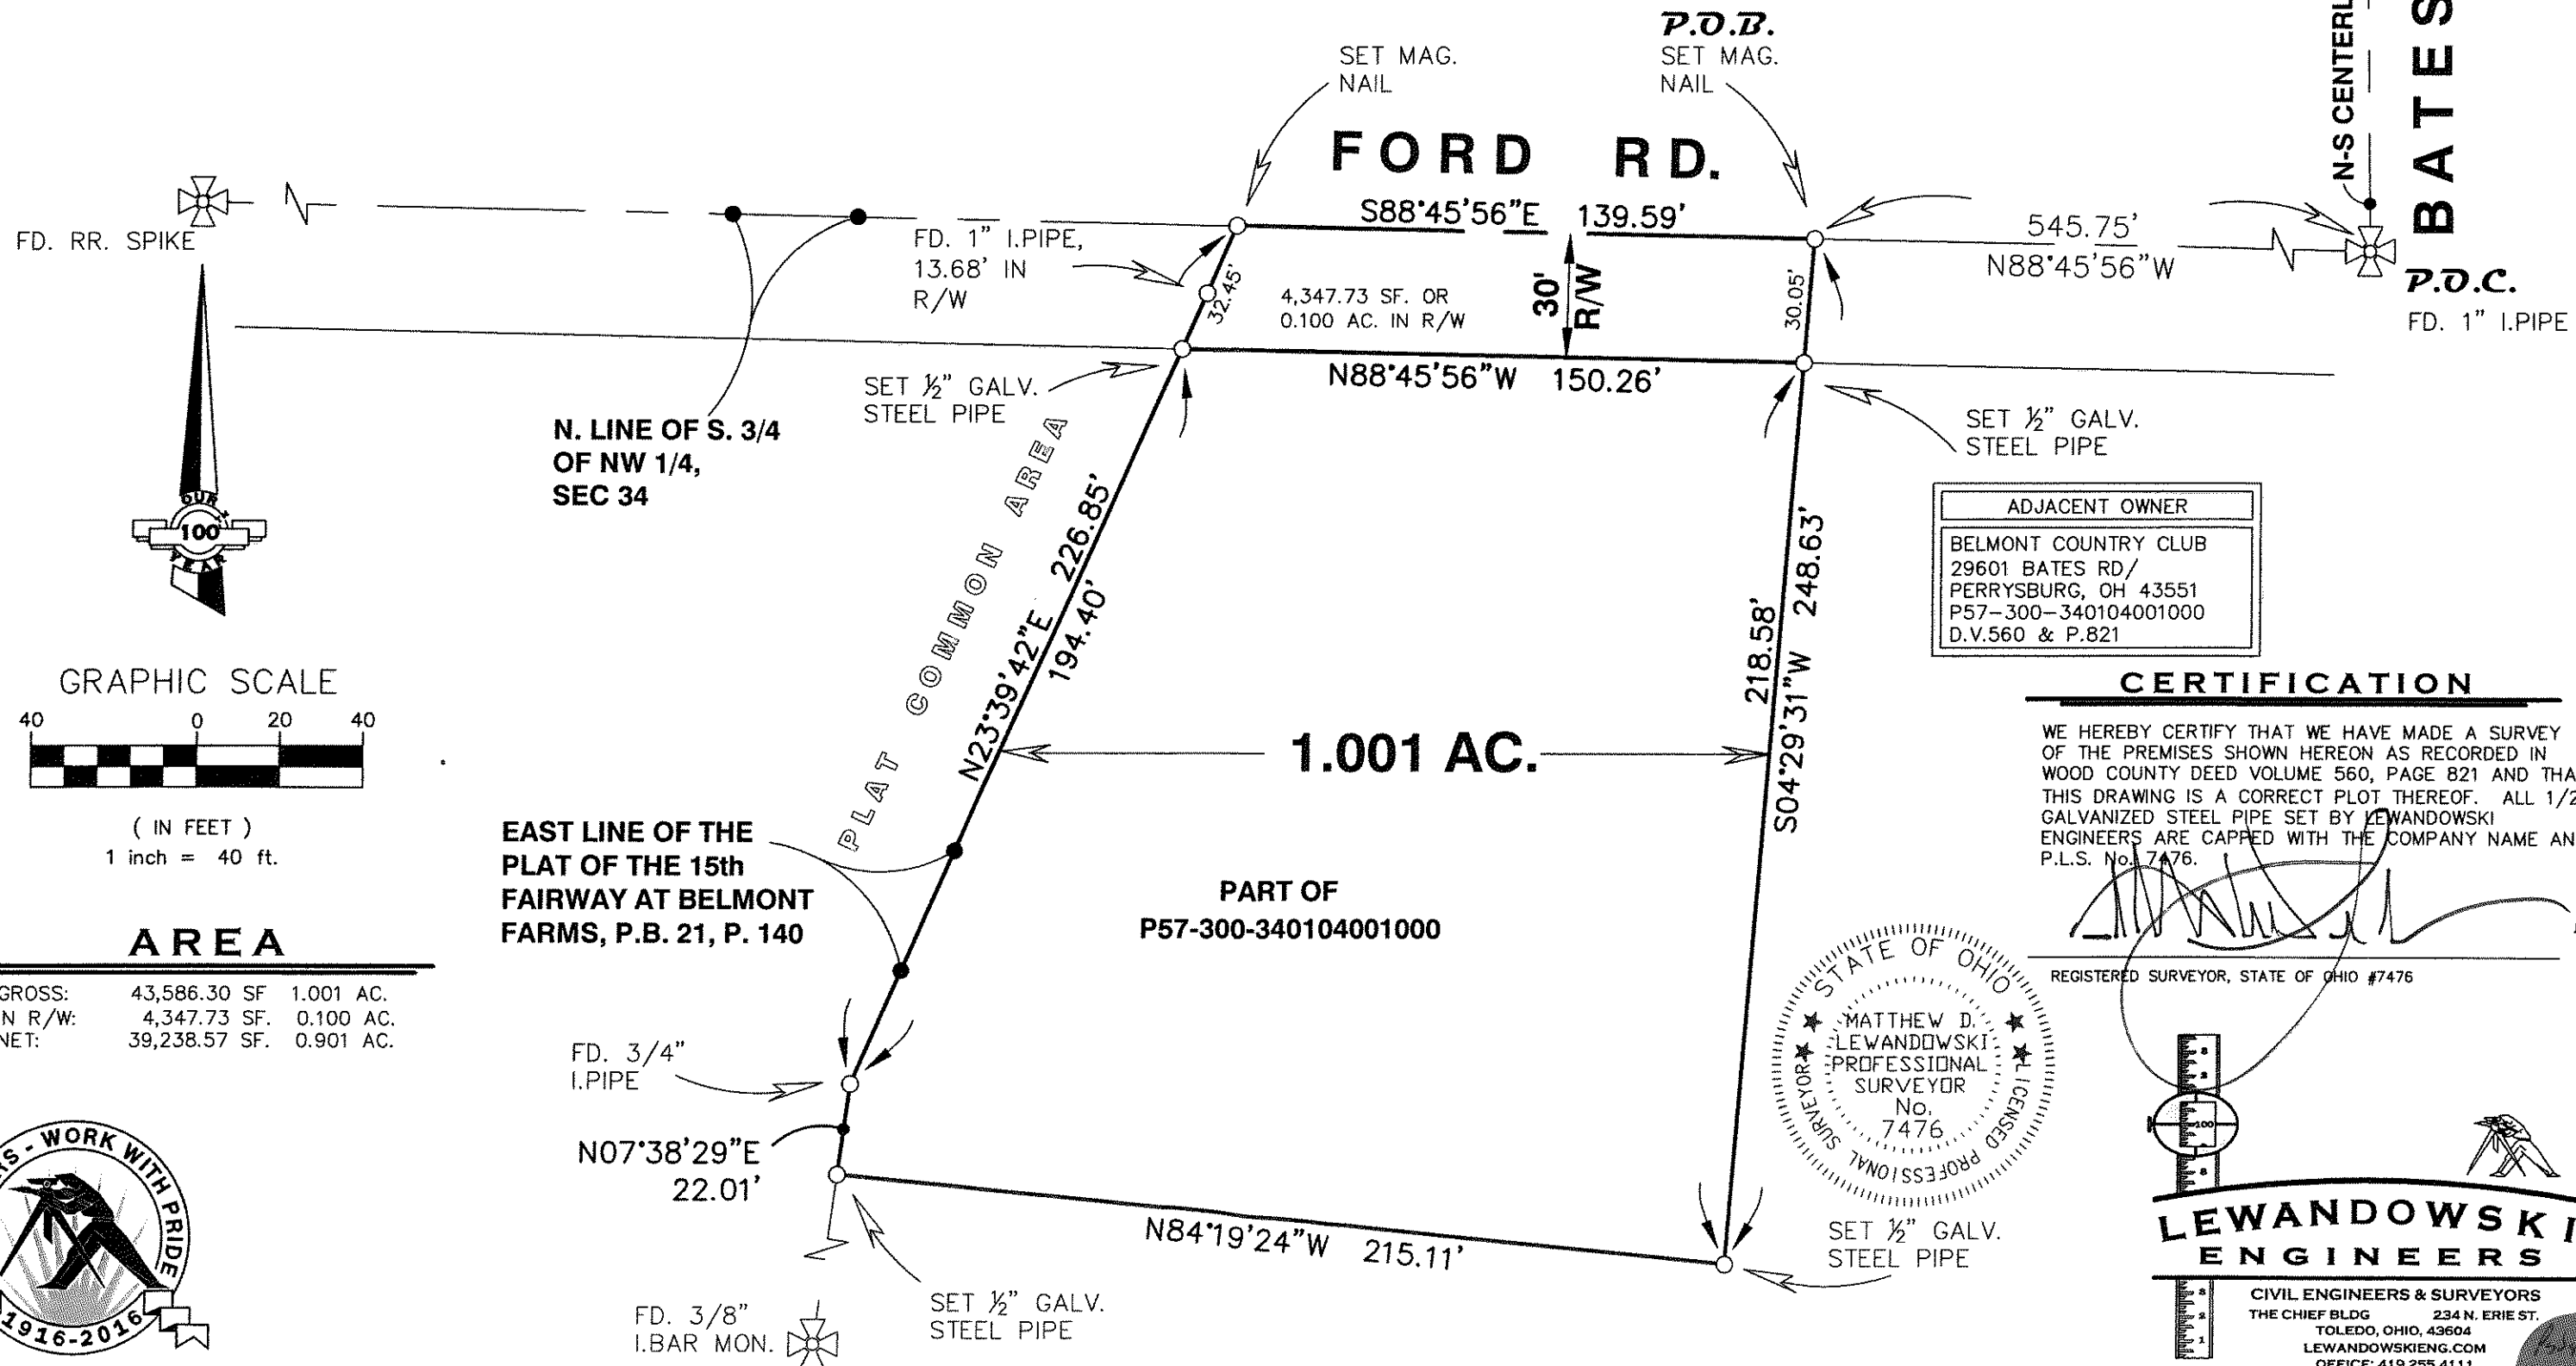 P.O.B.
SET MAG.
NAIL
SET MAG.
NAIL
N-S CENTERL
BATES
FORD RD.
S88°45'56"E 139.59'
545.75'
N88°45'56"W
P.O.C.
FD. 1" I.PIPE
FD. RR. SPIKE
FD. 1" I.PIPE,
13.68' IN
R/W
32.45'
4,347.73 SF. OR
0.100 AC. IN R/W
30'
R/W
30.05'
N88°45'56"W 150.26'
SET ½" GALV.
STEEL PIPE
SET ½" GALV.
STEEL PIPE
N. LINE OF S. 3/4
OF NW 1/4,
SEC 34
OUR
100TH
YEAR
PLAT COMMON AREA
N23°39'42"E 226.85'
194.40'
218.58'
S04°29'31"W 248.63'
ADJACENT OWNER
BELMONT COUNTRY CLUB
29601 BATES RD/
PERRYSBURG, OH 43551
P57-300-340104001000
D.V.560 & P.821
GRAPHIC SCALE
40 0 20 40
( IN FEET )
1 inch = 40 ft.
1.001 AC.
CERTIFICATION
WE HEREBY CERTIFY THAT WE HAVE MADE A SURVEY
OF THE PREMISES SHOWN HEREON AS RECORDED IN
WOOD COUNTY DEED VOLUME 560, PAGE 821 AND THA
THIS DRAWING IS A CORRECT PLOT THEREOF. ALL 1/2
GALVANIZED STEEL PIPE SET BY LEWANDOWSKI
ENGINEERS ARE CAPPED WITH THE COMPANY NAME AN
P.L.S. No. 7476.
REGISTERED SURVEYOR, STATE OF OHIO #7476
EAST LINE OF THE
PLAT OF THE 15th
FAIRWAY AT BELMONT
FARMS, P.B. 21, P. 140
PART OF
P57-300-340104001000
AREA
GROSS: 43,586.30 SF 1.001 AC.
N R/W: 4,347.73 SF. 0.100 AC.
NET: 39,238.57 SF. 0.901 AC.
STATE OF OHIO
MATTHEW D.
LEWANDOWSKI
PROFESSIONAL
SURVEYOR
No.
7476
LICENSED PROFESSIONAL SURVEYOR
FD. 3/4"
I.PIPE
N07°38'29"E
22.01'
N84°19'24"W 215.11'
SET ½" GALV.
STEEL PIPE
SET ½" GALV.
STEEL PIPE
FD. 3/8"
I.BAR MON.
RS - WORK WITH PRIDE
1916-2016
100
LEWANDOWSKI
ENGINEERS
CIVIL ENGINEERS & SURVEYORS
THE CHIEF BLDG 234 N. ERIE ST.
TOLEDO, OHIO, 43604
LEWANDOWSKIENG.COM
OFFICE: 419.255.4111